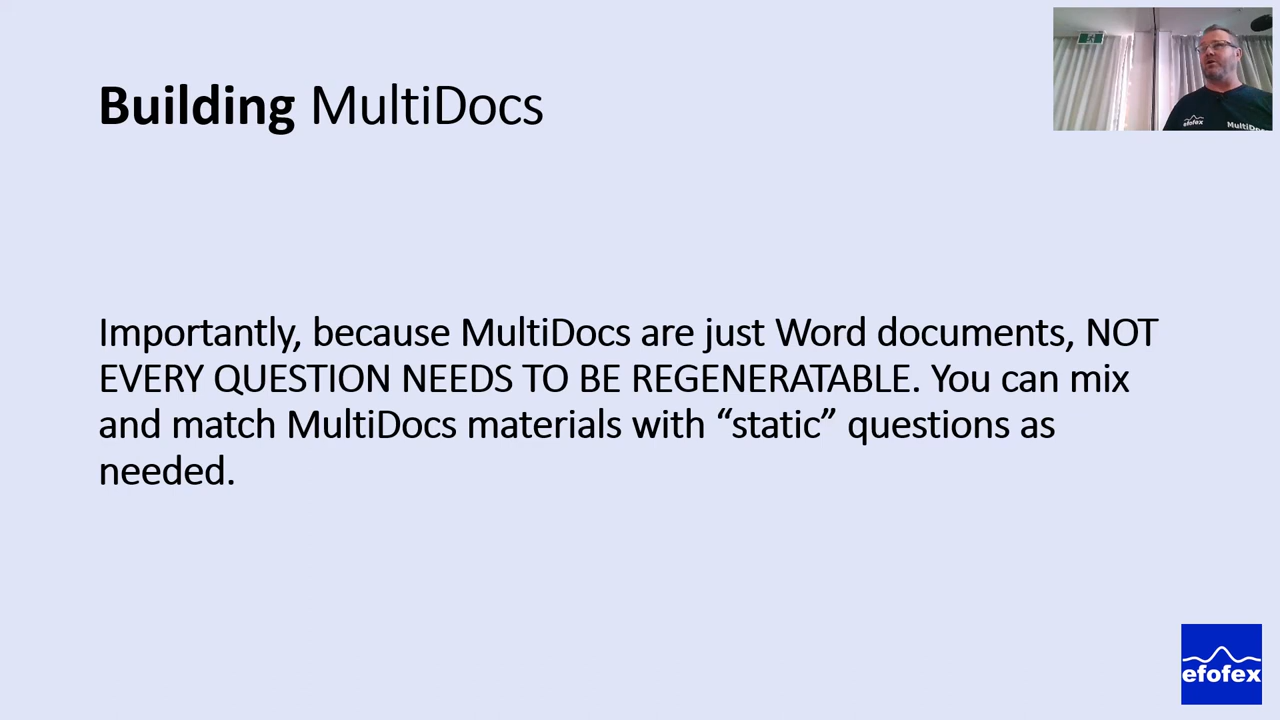 Building MultiDocs
Importantly, because MultiDocs are just Word documents, NOT
EVERY QUESTION NEEDS TO BE REGENERATABLE. You can mix
and match MultiDocs materials with “static” questions as
needed.
efofex
efofex